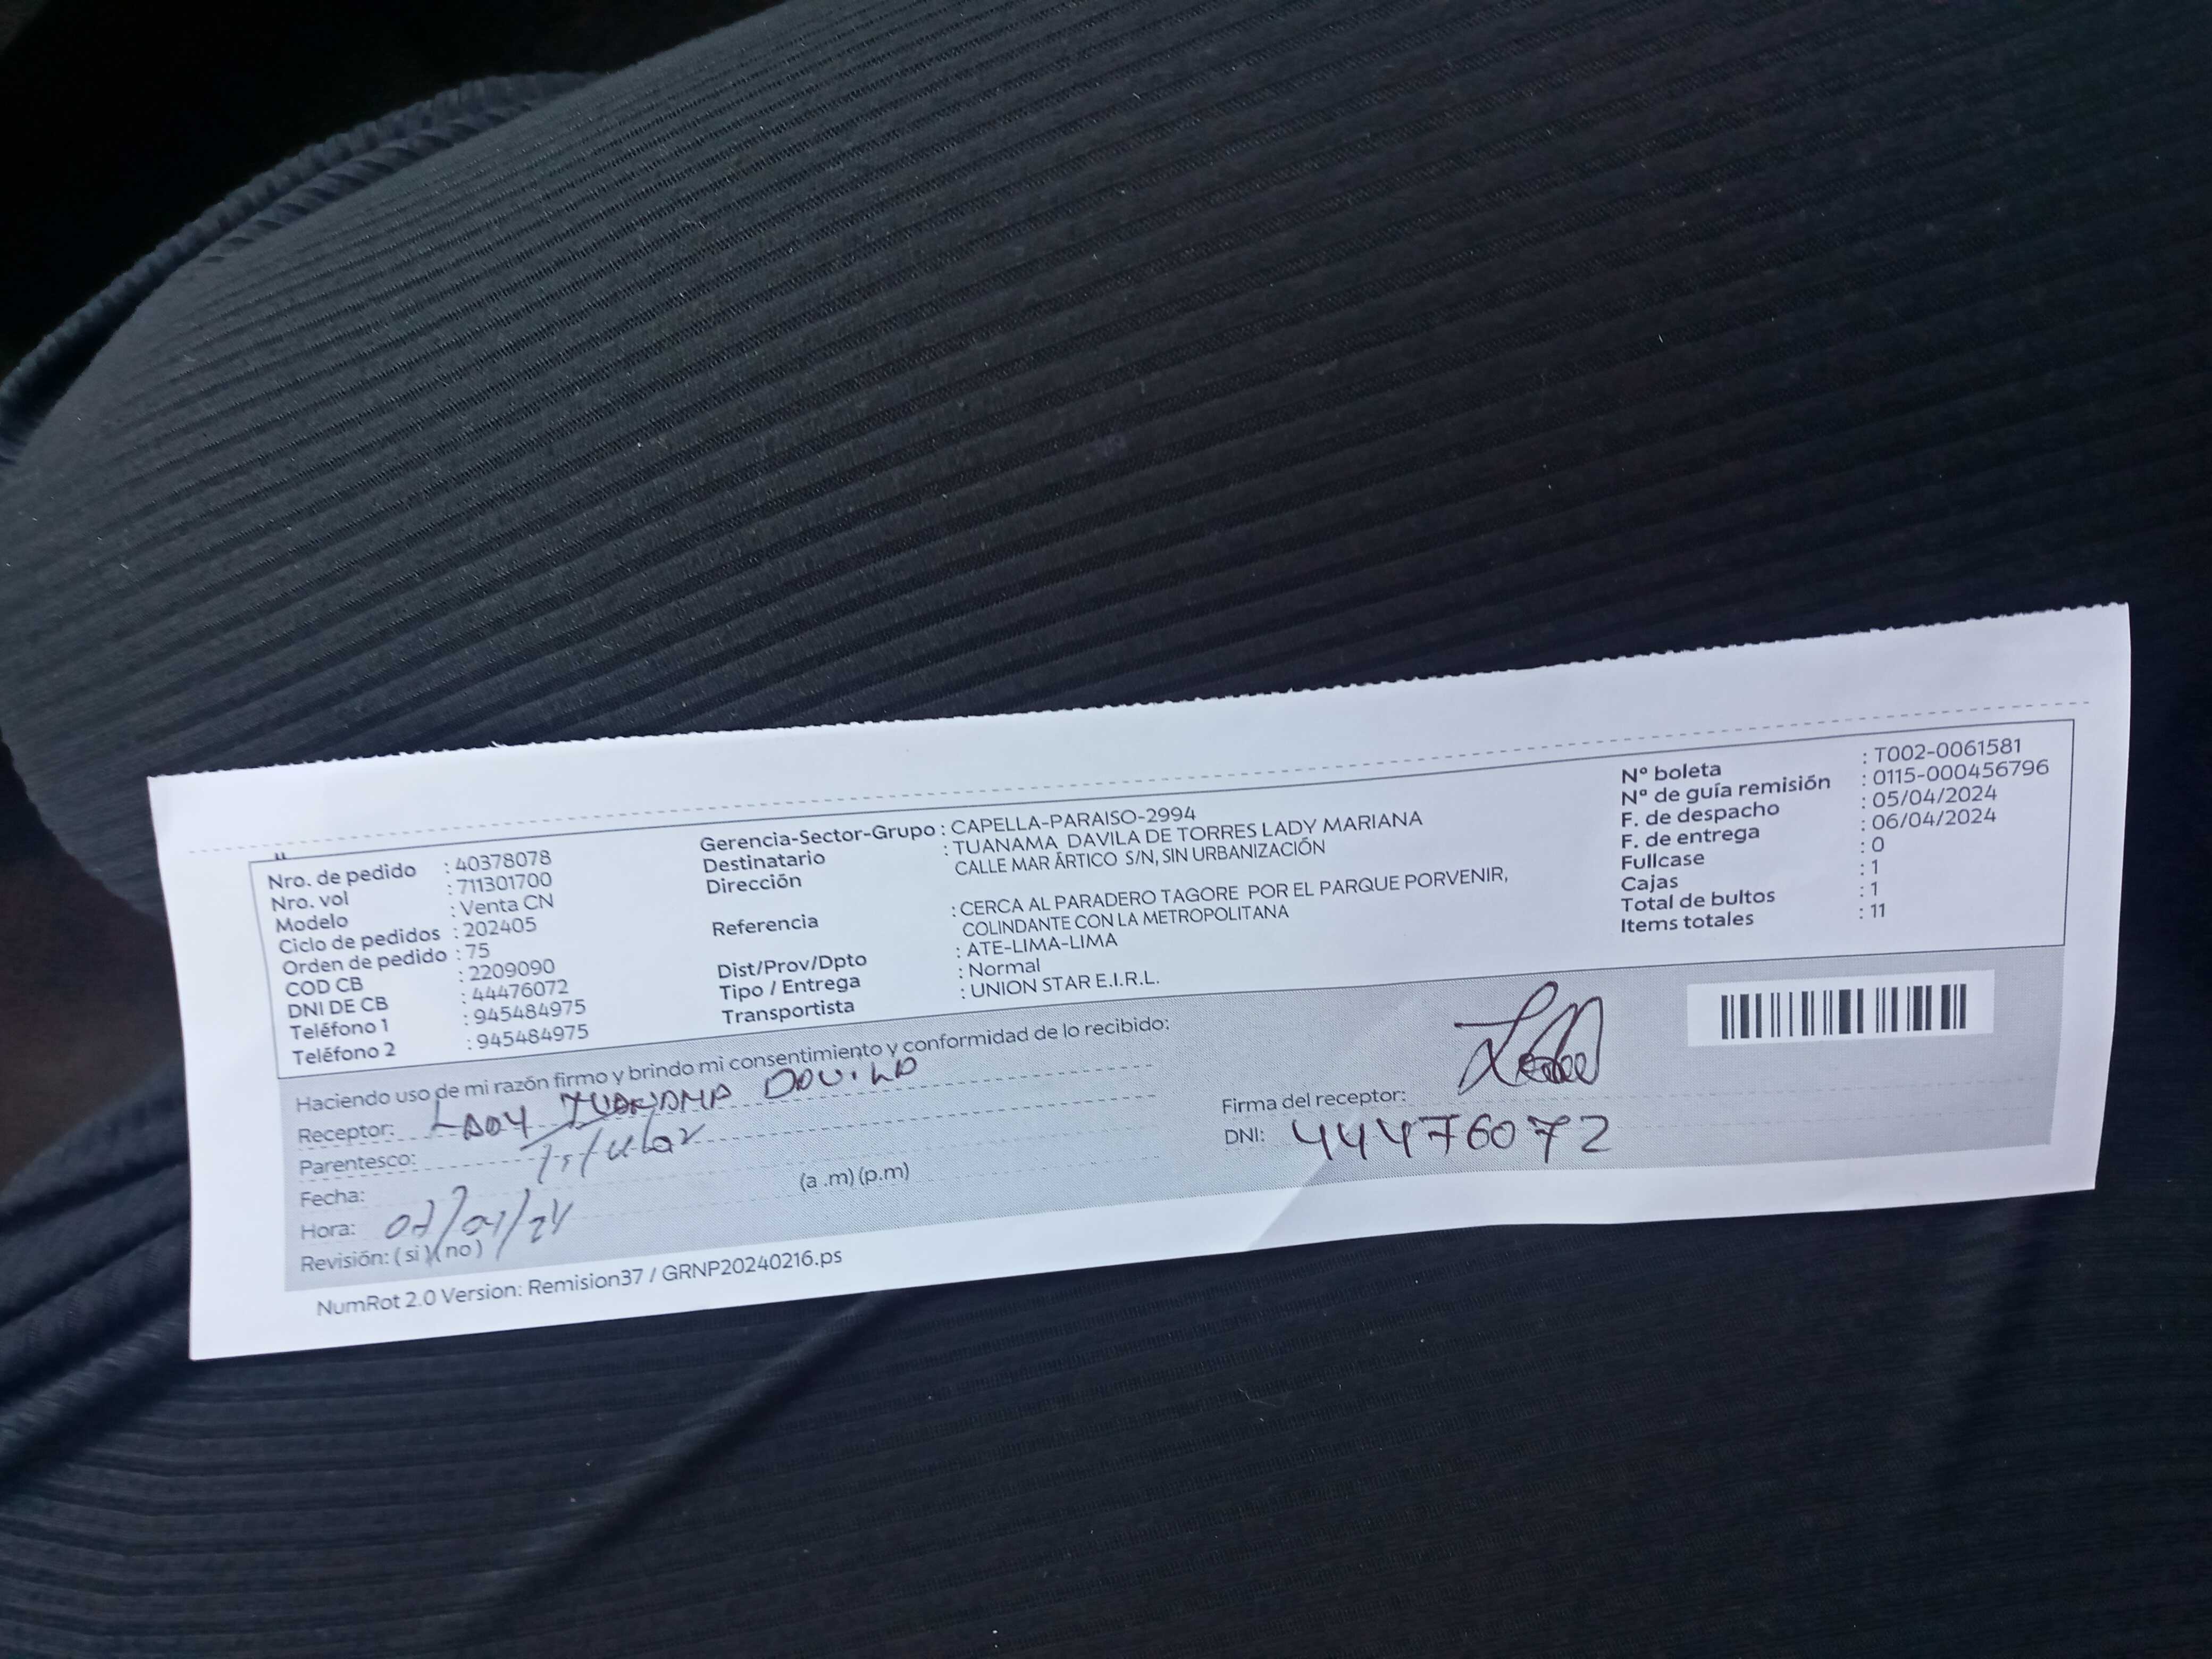 Nro. de pedido : 40378078
Nro. vol : 711301700
Modelo : Venta CN
Ciclo de pedidos : 202405
Orden de pedido : 75
COD CB : 2209090
DNI DE CB : 44476072
Teléfono 1 : 945484975
Teléfono 2 : 945484975
Gerencia-Sector-Grupo : CAPELLA-PARAISO-2994
Destinatario : TUANAMA DAVILA DE TORRES LADY MARIANA
Dirección CALLE MAR ÁRTICO S/N, SIN URBANIZACIÓN
Referencia : CERCA AL PARADERO TAGORE POR EL PARQUE PORVENIR,
COLINDANTE CON LA METROPOLITANA
Dist/Prov/Dpto : ATE-LIMA-LIMA
Tipo / Entrega : Normal
Transportista : UNION STAR E.I.R.L.
Nº boleta : T002-0061581
Nº de guía remisión : 0115-000456796
F. de despacho : 05/04/2024
F. de entrega : 06/04/2024
Fullcase : 0
Cajas : 1
Total de bultos : 1
Items totales : 11
Haciendo uso de mi razón firmo y brindo mi consentimiento y conformidad de lo recibido:
Receptor: LADY TUANAMA DAVILA
Parentesco: Titular
Fecha:
Hora: (a .m) (p.m)
Revisión: ( si ) ( no )
Firma del receptor:
DNI: 44476072
NumRot 2.0 Version: Remision37 / GRNP20240216.ps